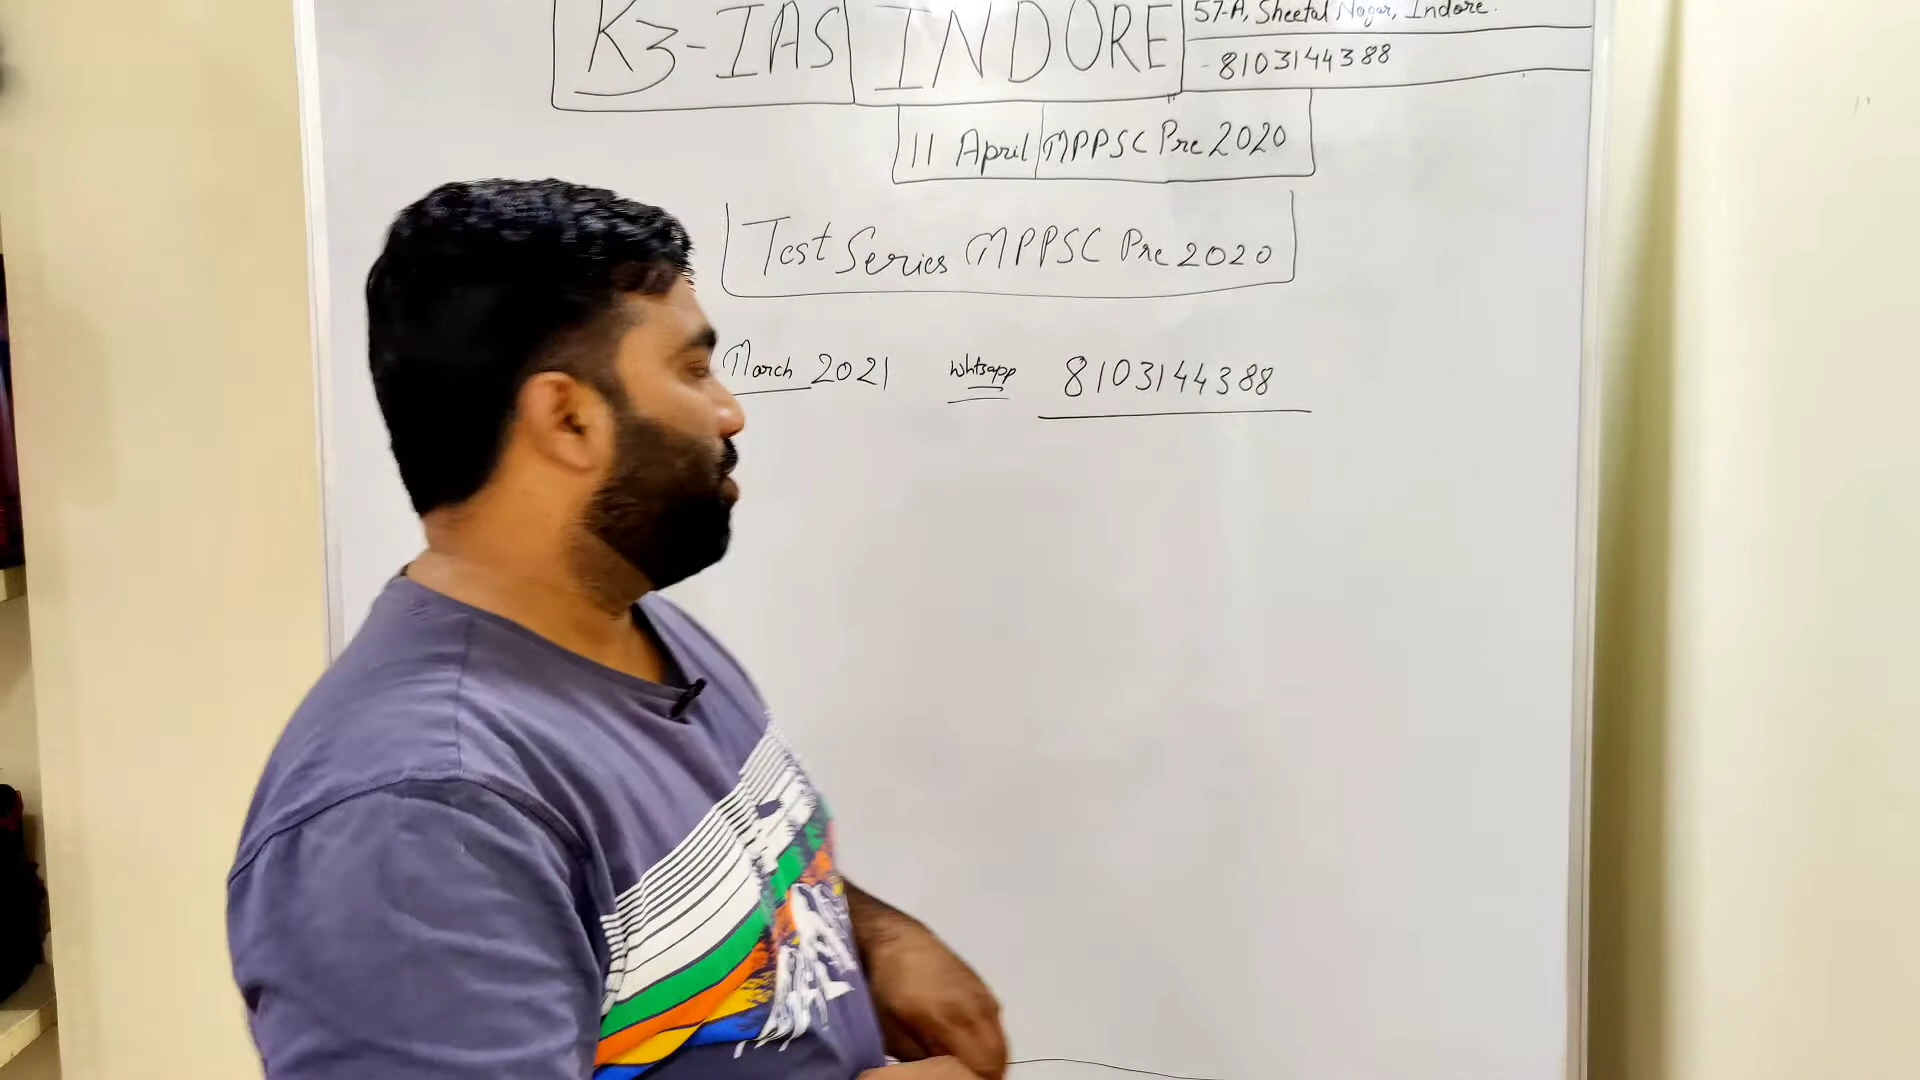 K3-IAS INDORE 57-A, Sheetal Nagar, Indore.
- 8103144388
11 April MPPSC Pre 2020
Test Series MPPSC Pre 2020
March 2021 Whtsapp 8103144388